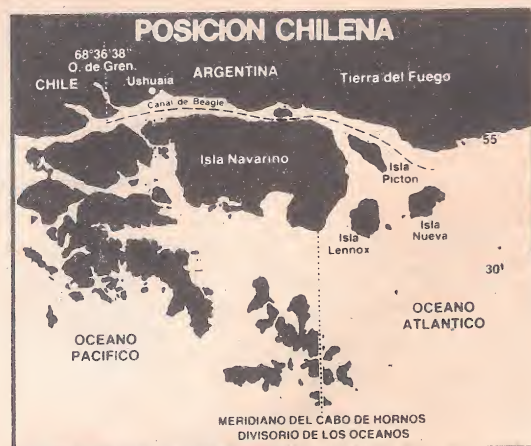 POSICION CHILENA
68°36'38"
O. de Gren.
CHILE
Ushuaia
ARGENTINA
Tierra del Fuego
Canal de Beagle
55°
Isla Navarino
Isla
Picton
Isla
Lennox
Isla
Nueva
30'
OCEANO
PACIFICO
OCEANO
ATLANTICO
MERIDIANO DEL CABO DE HORNOS
DIVISORIO DE LOS OCEANOS